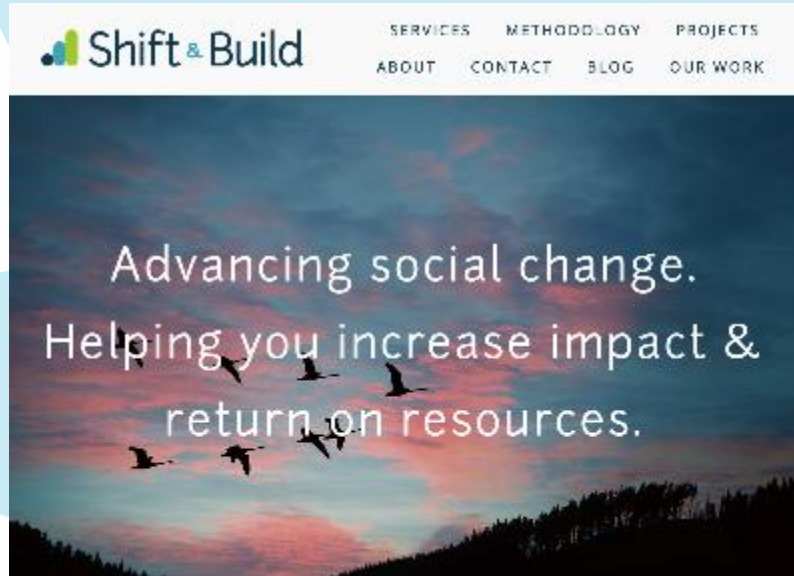 Shift & Build
SERVICES METHODOLOGY PROJECTS
ABOUT CONTACT BLOG OUR WORK
Advancing social change.
Helping you increase impact &
return on resources.